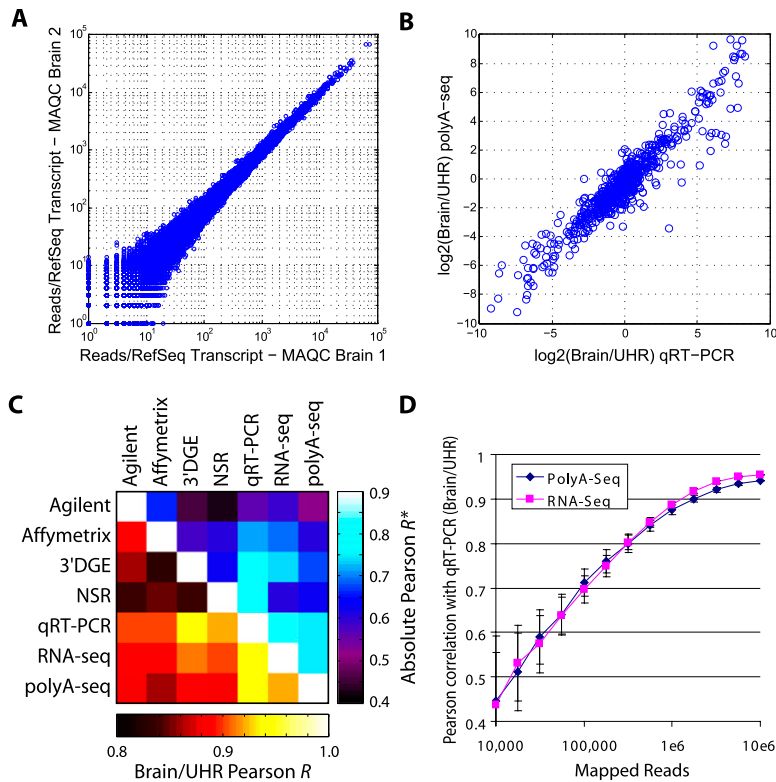 A
Reads/RefSeq Transcript − MAQC Brain 2
10^5
10^4
10^3
10^2
10^1
10^0
10^0 10^1 10^2 10^3 10^4 10^5
Reads/RefSeq Transcript − MAQC Brain 1
B
log2(Brain/UHR) polyA−seq
10
8
6
4
2
0
−2
−4
−6
−8
−10
−10 −5 0 5 10
log2(Brain/UHR) qRT−PCR
C
Agilent Affymetrix 3'DGE NSR qRT-PCR RNA-seq polyA-seq
Agilent
Affymetrix
3'DGE
NSR
qRT-PCR
RNA-seq
polyA-seq
0.9
0.8
0.7
0.6
0.5
0.4
Absolute Pearson R*
0.8 0.9 1.0
Brain/UHR Pearson R
D
Pearson correlation with qRT-PCR (Brain/UHR)
1
0.9
0.8
0.7
0.6
0.5
0.4
PolyA-Seq
RNA-Seq
10,000 100,000 1e6 10e6
Mapped Reads